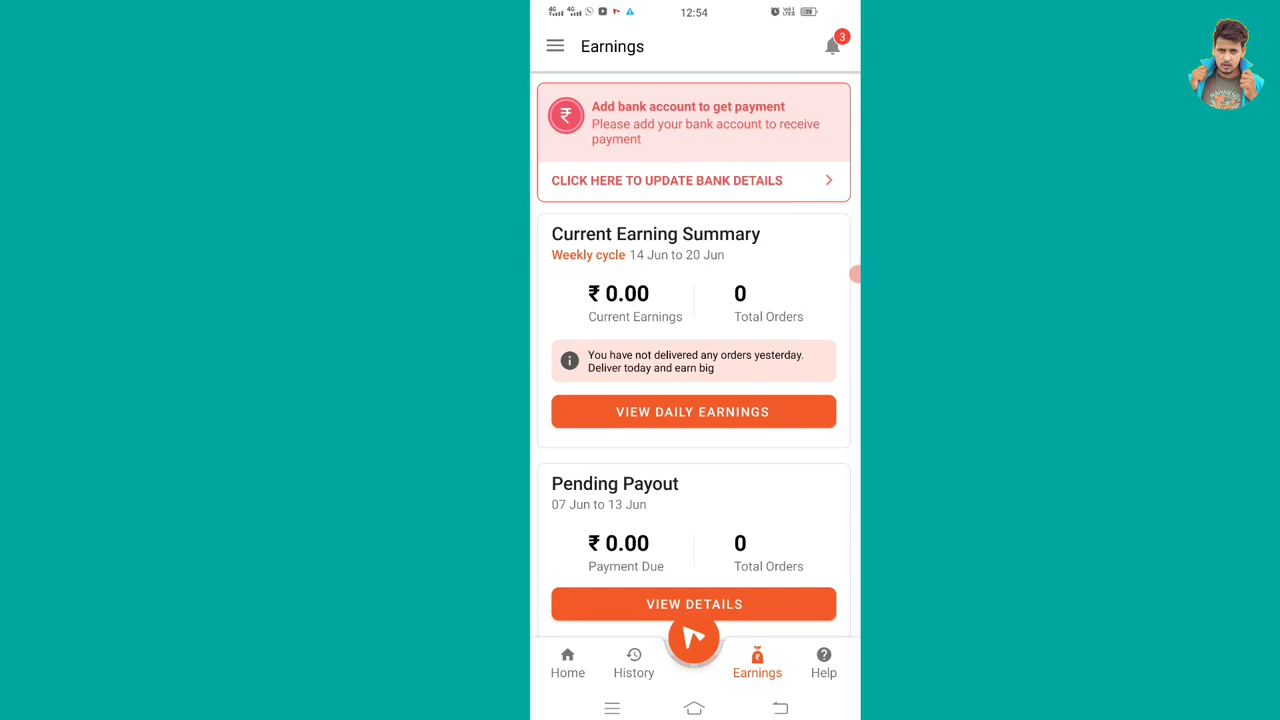 12:54
Earnings
3
Add bank account to get payment
Please add your bank account to receive
payment
CLICK HERE TO UPDATE BANK DETAILS
Current Earning Summary
Weekly cycle 14 Jun to 20 Jun
₹ 0.00 0
Current Earnings Total Orders
You have not delivered any orders yesterday.
Deliver today and earn big
VIEW DAILY EARNINGS
Pending Payout
07 Jun to 13 Jun
₹ 0.00 0
Payment Due Total Orders
VIEW DETAILS
Home History Earnings Help